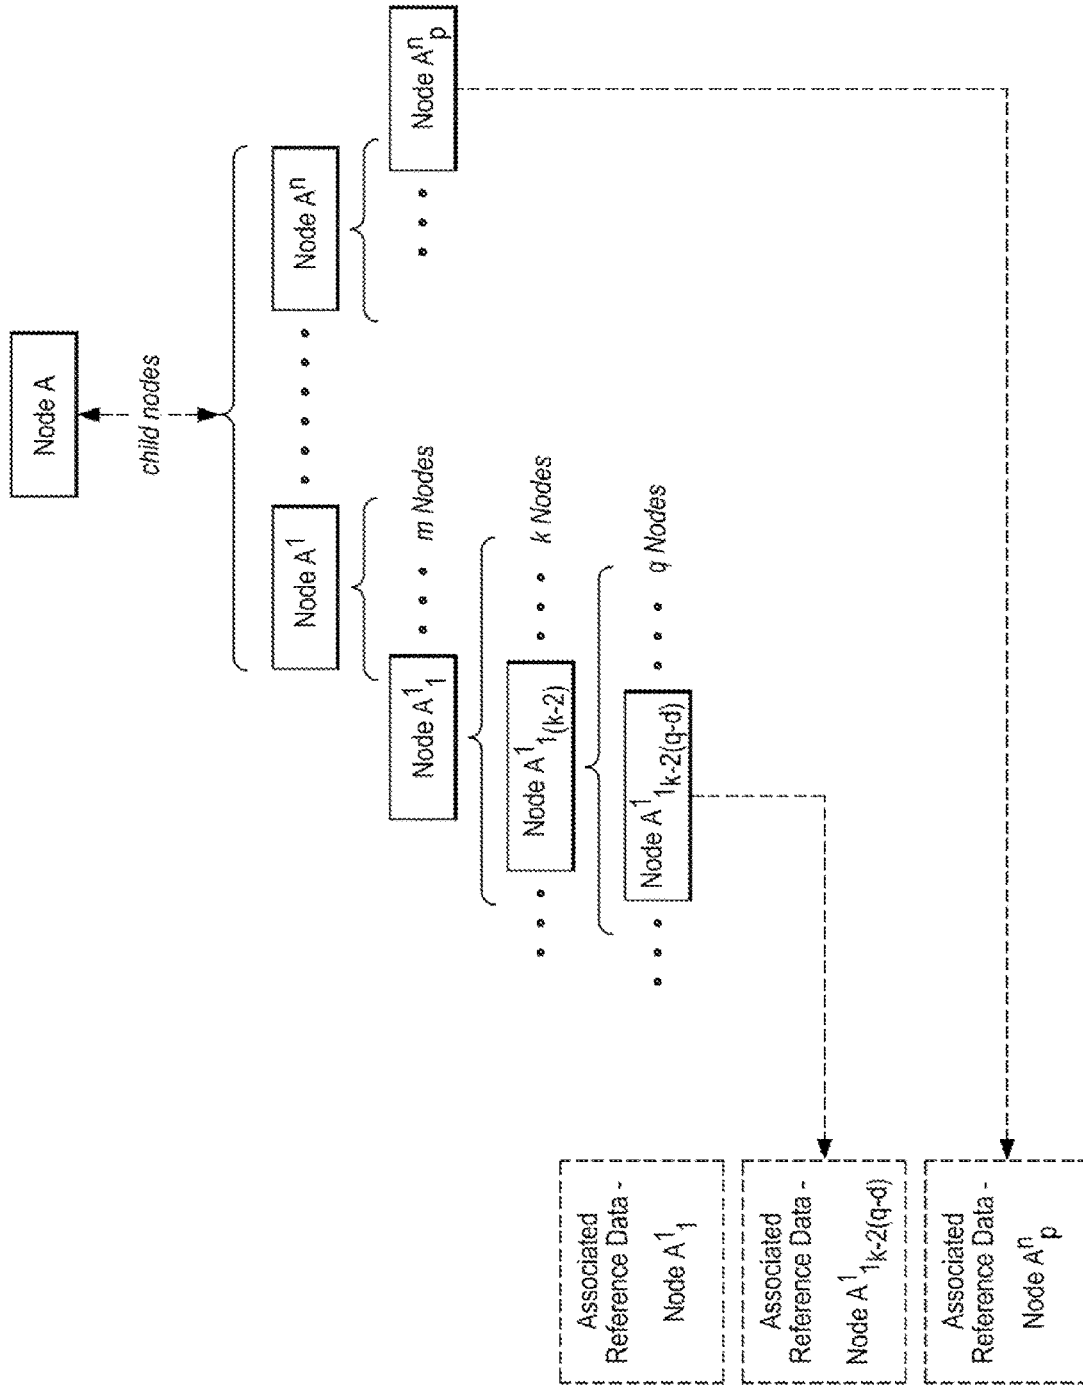 Node A
child nodes
Node A¹
Node Aⁿ
Node A¹₁
m Nodes
Node Aⁿₚ
Node A¹₁(k-2)
k Nodes
Node A¹₁k-2(q-d)
q Nodes
Associated
Reference Data -
Node A¹₁
Associated
Reference Data -
Node A¹₁k-2(q-d)
Associated
Reference Data -
Node Aⁿₚ